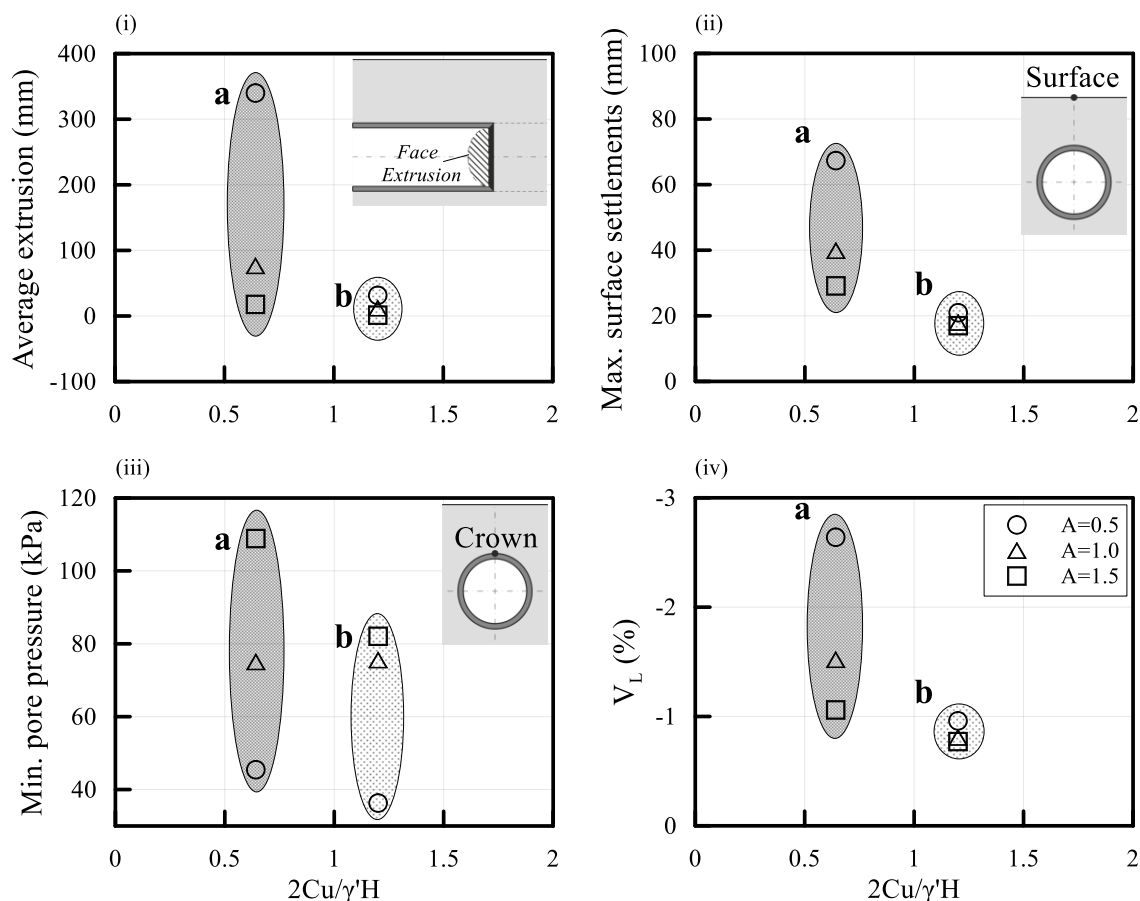 (i)
Average extrusion (mm)
400
300
200
100
0
-100
0
0.5
1
1.5
2
a
b
Face
Extrusion
(ii)
Max. surface settlements (mm)
100
80
60
40
20
0
0
0.5
1
1.5
2
a
b
Surface
(iii)
Min. pore pressure (kPa)
120
100
80
60
40
0
0.5
1
1.5
2
2Cu/γ'H
a
b
Crown
(iv)
V_L (%)
-3
-2
-1
0
0
0.5
1
1.5
2
2Cu/γ'H
a
b
A=0.5
A=1.0
A=1.5